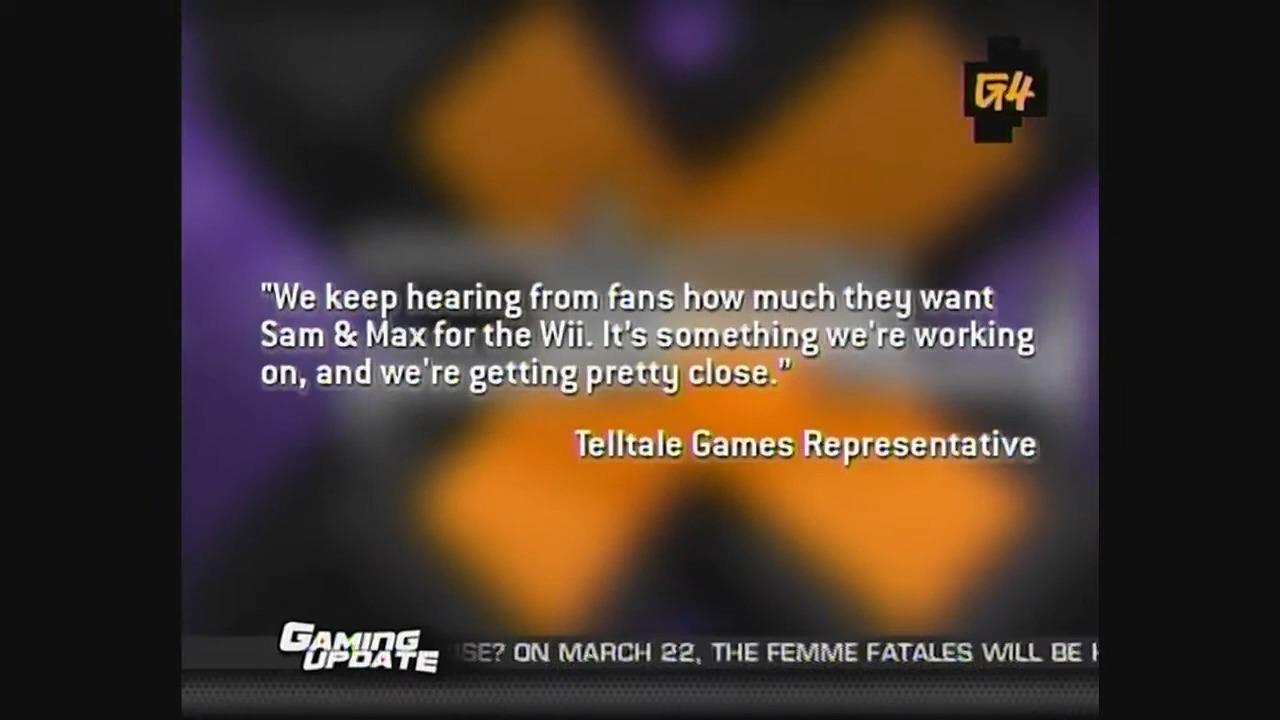 G4
"We keep hearing from fans how much they want
Sam & Max for the Wii. It's something we're working
on, and we're getting pretty close."
Telltale Games Representative
GAMING
UPDATE
SE? ON MARCH 22, THE FEMME FATALES WILL BE